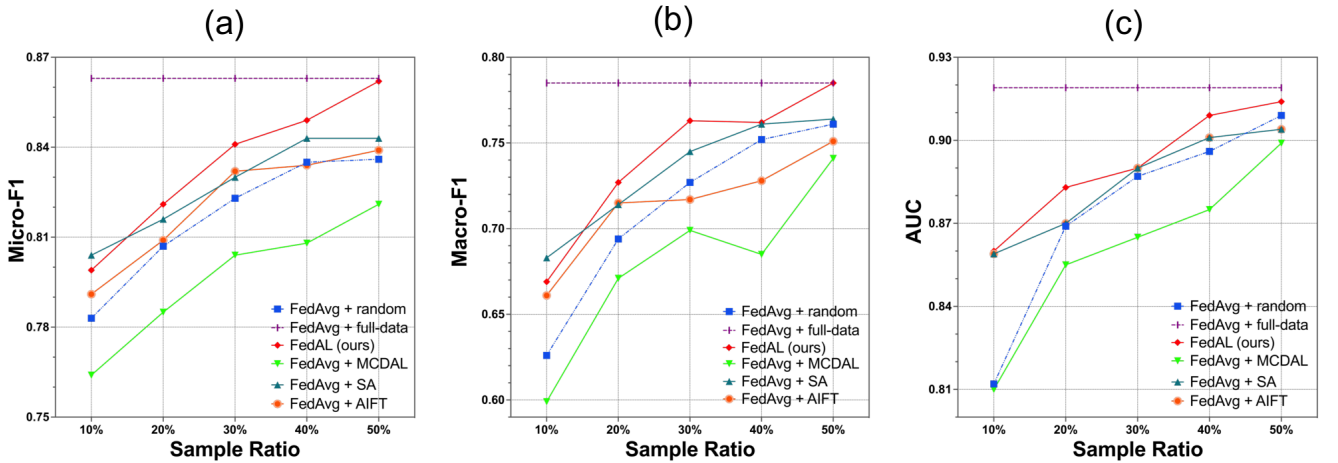 (a)
(b)
(c)
Micro-F1
0.87
0.84
0.81
0.78
0.75
10%
20%
30%
40%
50%
Sample Ratio
FedAvg + random
FedAvg + full-data
FedAL (ours)
FedAvg + MCDAL
FedAvg + SA
FedAvg + AIFT
Macro-F1
0.80
0.75
0.70
0.65
0.60
10%
20%
30%
40%
50%
Sample Ratio
FedAvg + random
FedAvg + full-data
FedAL (ours)
FedAvg + MCDAL
FedAvg + SA
FedAvg + AIFT
AUC
0.93
0.90
0.87
0.84
0.81
10%
20%
30%
40%
50%
Sample Ratio
FedAvg + random
FedAvg + full-data
FedAL (ours)
FedAvg + MCDAL
FedAvg + SA
FedAvg + AIFT